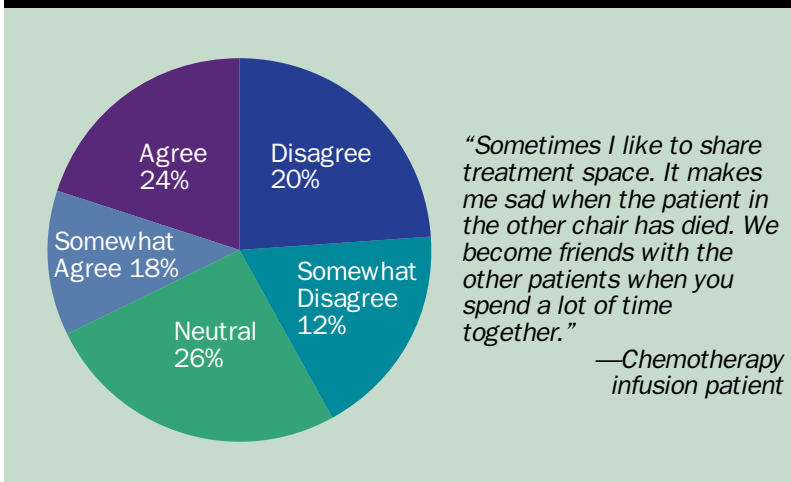 Agree
24%
Disagree
20%
Somewhat
Agree 18%
Somewhat
Disagree
12%
Neutral
26%
“Sometimes I like to share
treatment space. It makes
me sad when the patient in
the other chair has died. We
become friends with the
other patients when you
spend a lot of time
together.”
—Chemotherapy
infusion patient